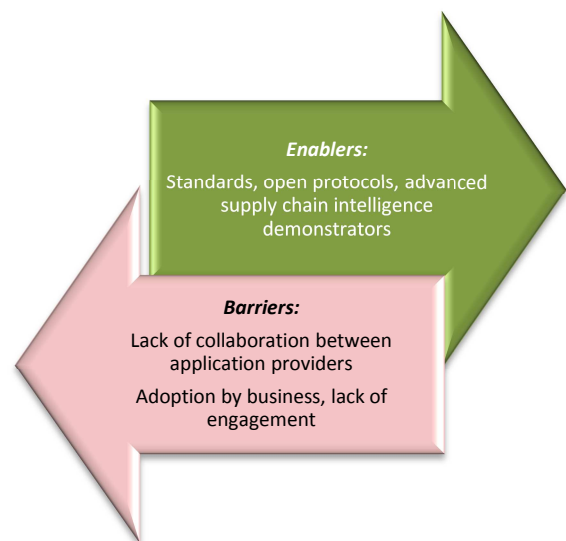 Enablers:
Standards, open protocols, advanced
supply chain intelligence
demonstrators
Barriers:
Lack of collaboration between
application providers
Adoption by business, lack of
engagement